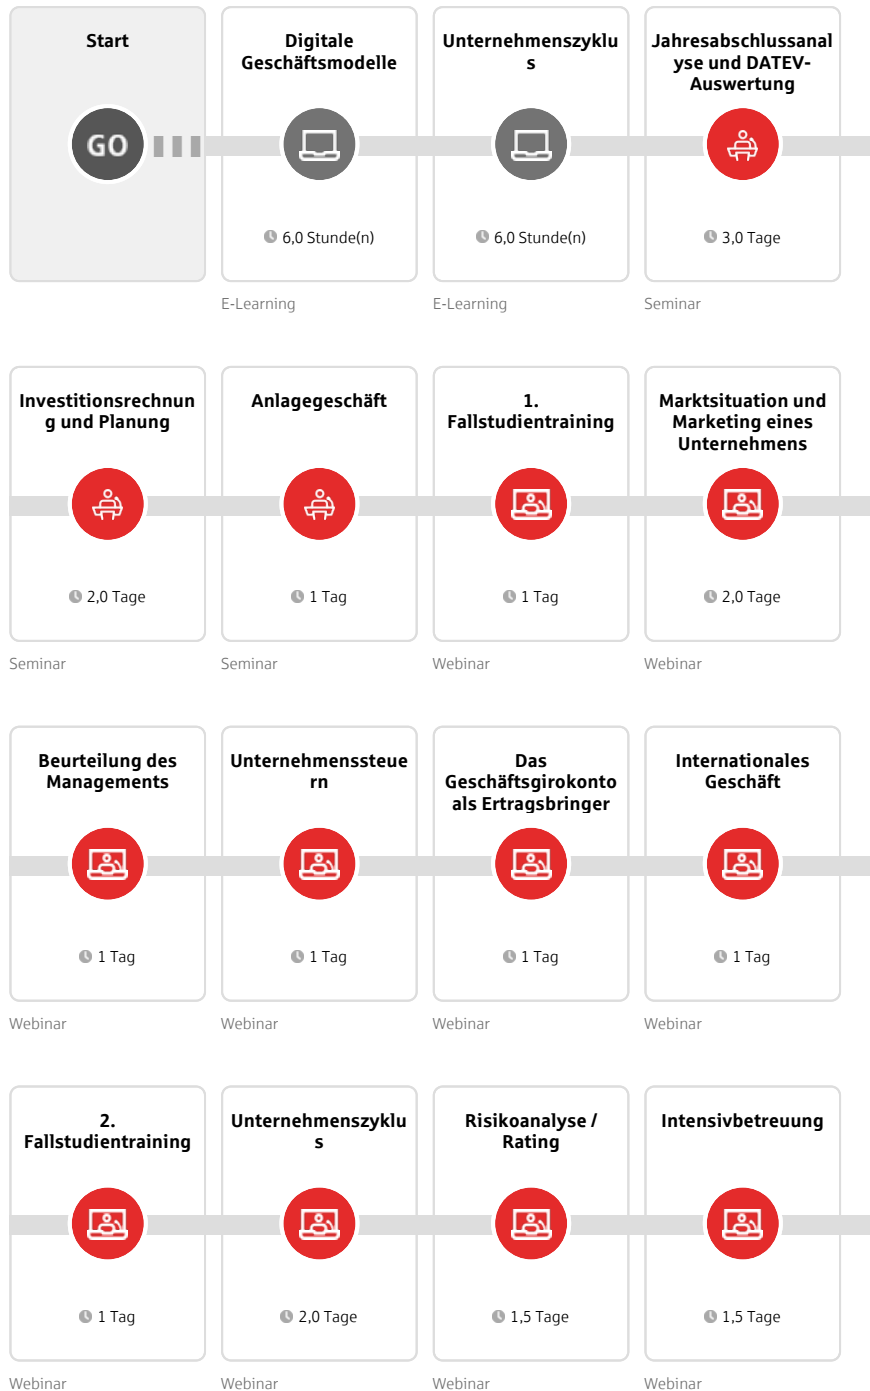 Start
GO
Digitale
Geschäftsmodelle
6,0 Stunde(n)
E-Learning
Unternehmenszyklu
s
6,0 Stunde(n)
E-Learning
Jahresabschlussanal
yse und DATEV-
Auswertung
3,0 Tage
Seminar
Investitionsrechnun
g und Planung
2,0 Tage
Seminar
Anlagegeschäft
1 Tag
Seminar
1.
Fallstudientraining
1 Tag
Webinar
Marktsituation und
Marketing eines
Unternehmens
2,0 Tage
Webinar
Beurteilung des
Managements
1 Tag
Webinar
Unternehmenssteue
rn
1 Tag
Webinar
Das
Geschäftsgirokonto
als Ertragsbringer
1 Tag
Webinar
Internationales
Geschäft
1 Tag
Webinar
2.
Fallstudientraining
1 Tag
Webinar
Unternehmenszyklu
s
2,0 Tage
Webinar
Risikoanalyse /
Rating
1,5 Tage
Webinar
Intensivbetreuung
1,5 Tage
Webinar